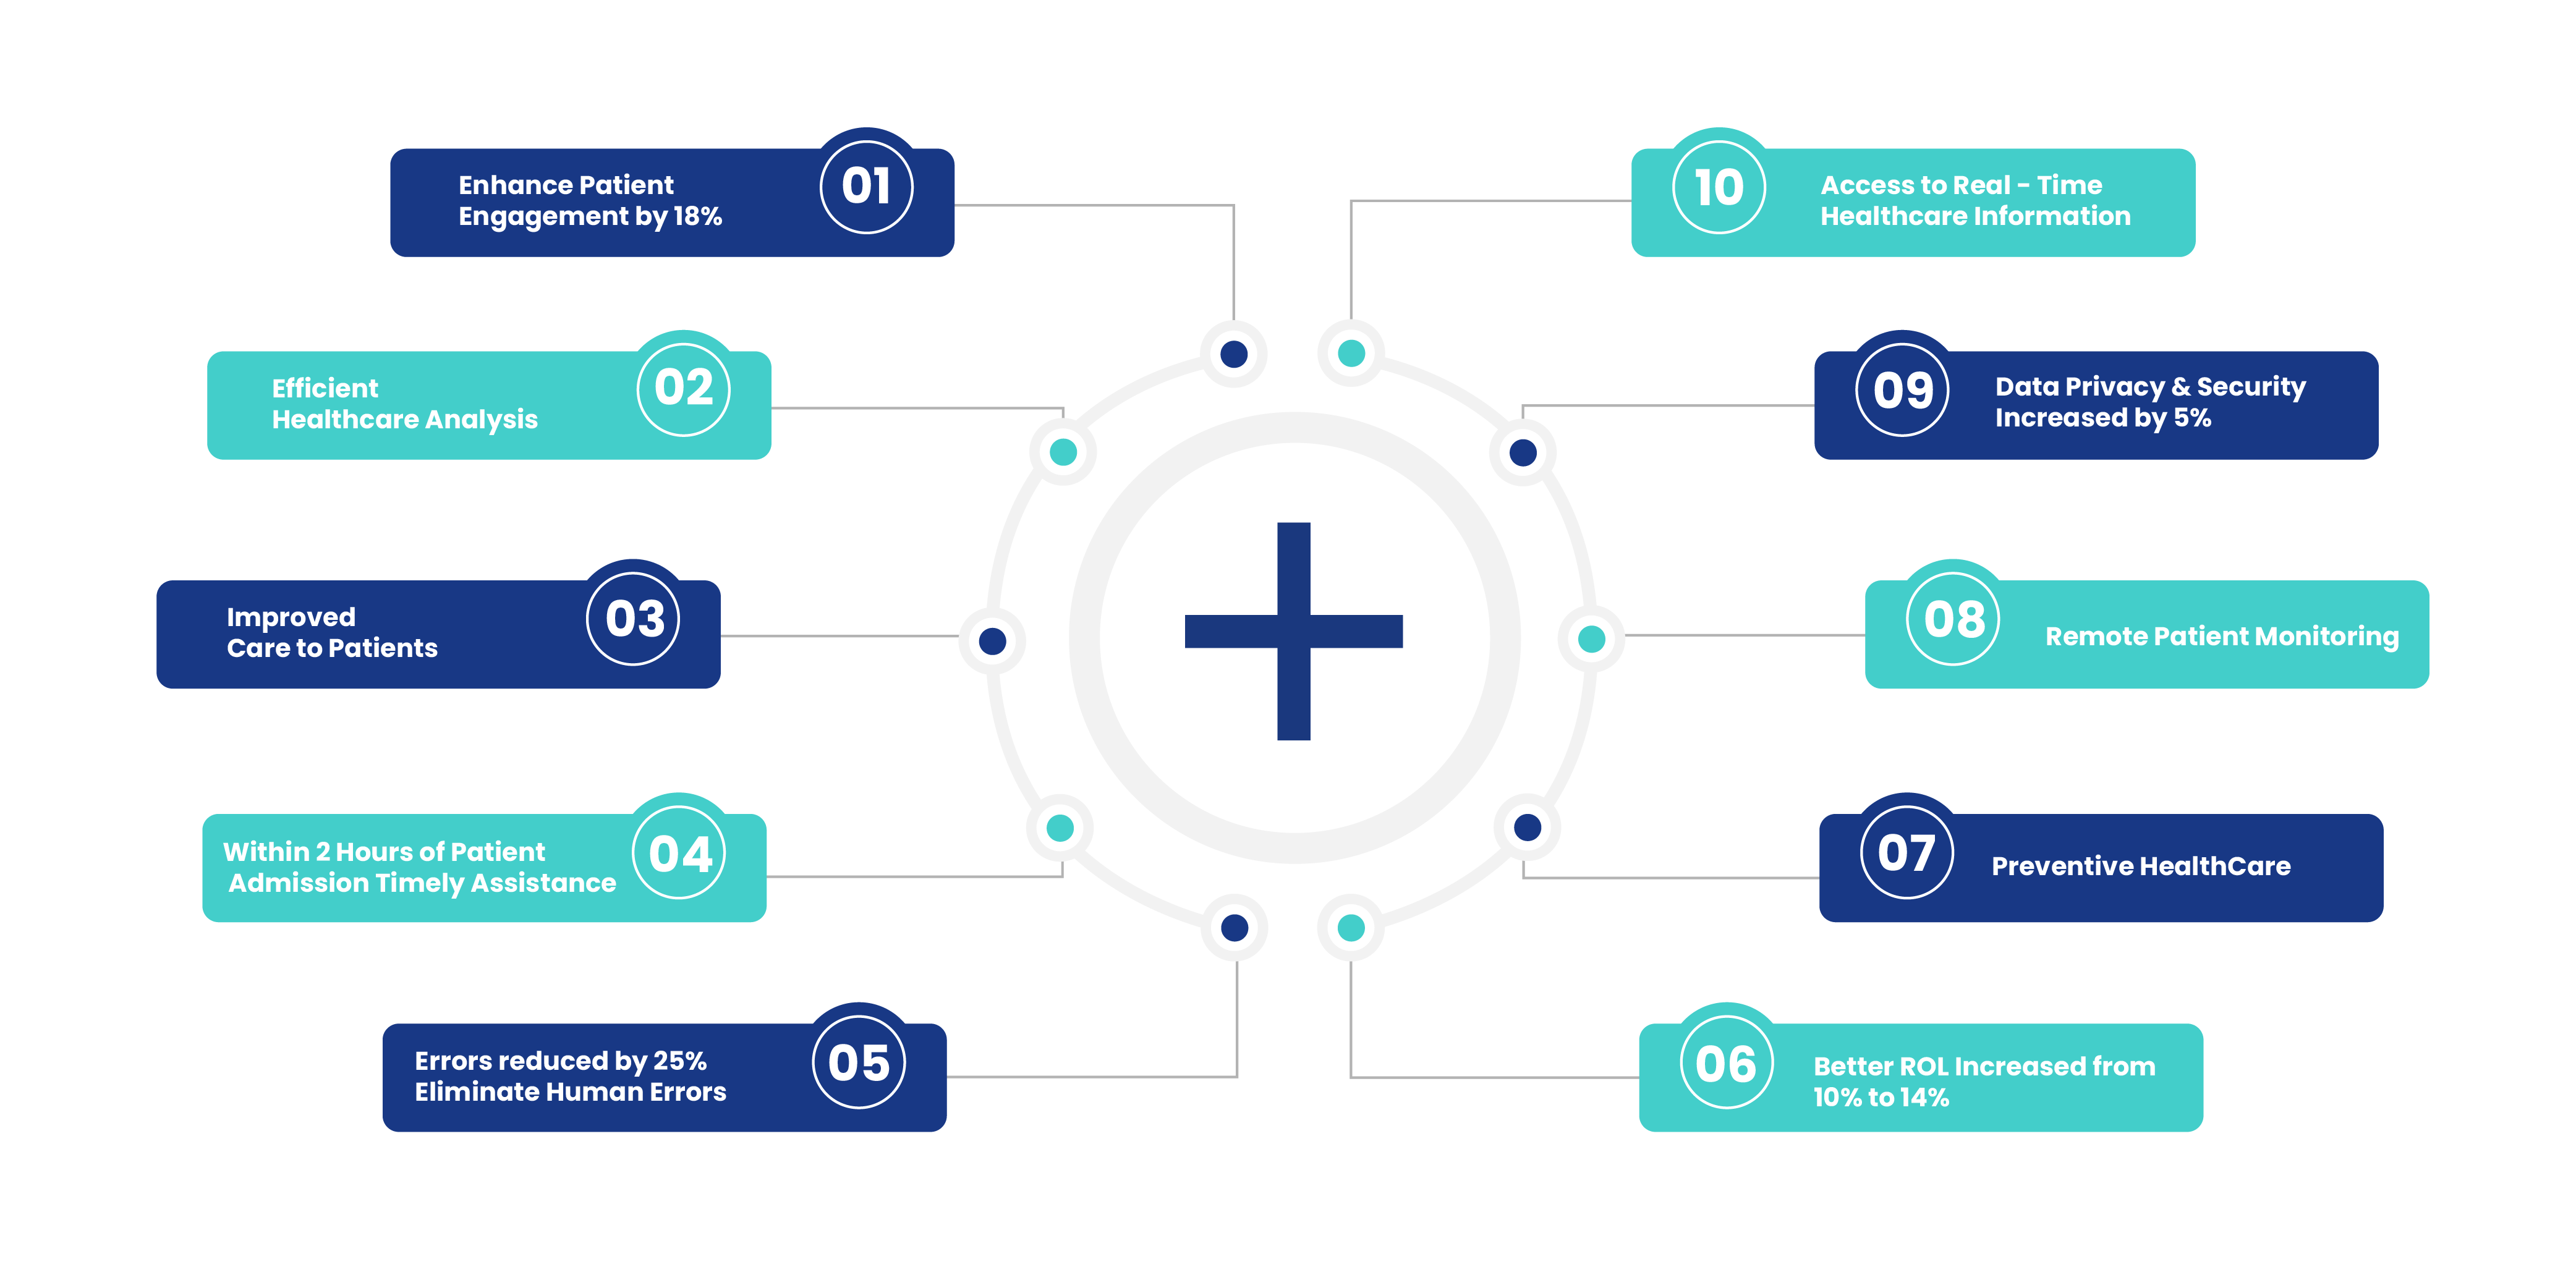 Enhance Patient
Engagement by 18%
01
Efficient
Healthcare Analysis
02
Improved
Care to Patients
03
Within 2 Hours of Patient
Admission Timely Assistance
04
Errors reduced by 25%
Eliminate Human Errors
05
06
Better ROL Increased from
10% to 14%
07
Preventive HealthCare
08
Remote Patient Monitoring
09
Data Privacy & Security
Increased by 5%
10
Access to Real - Time
Healthcare Information